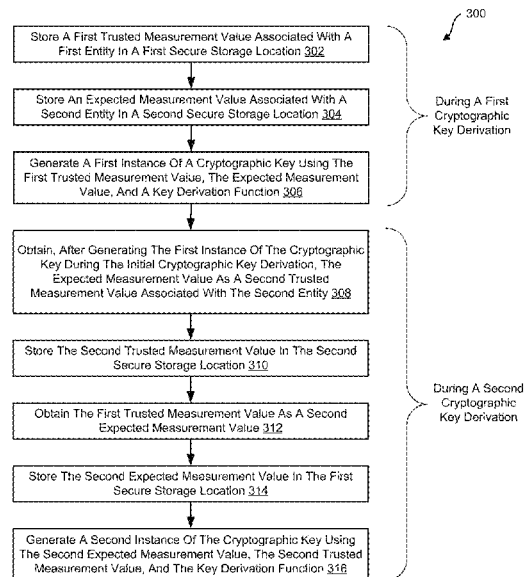 300
Store A First Trusted Measurement Value Associated With A
First Entity In A First Secure Storage Location 302
Store An Expected Measurement Value Associated With A
Second Entity In A Second Secure Storage Location 304
Generate A First Instance Of A Cryptographic Key Using The
First Trusted Measurement Value, The Expected Measurement
Value, And A Key Derivation Function 306
During A First
Cryptographic
Key Derivation
Obtain, After Generating The First Instance Of The Cryptographic
Key During The Initial Cryptographic Key Derivation, The
Expected Measurement Value As A Second Trusted
Measurement Value Associated With The Second Entity 308
Store The Second Trusted Measurement Value In The Second
Secure Storage Location 310
Obtain The First Trusted Measurement Value As A Second
Expected Measurement Value 312
Store The Second Expected Measurement Value In The First
Secure Storage Location 314
Generate A Second Instance Of The Cryptographic Key Using
The Second Expected Measurement Value, The Second Trusted
Measurement Value, And The Key Derivation Function 316
During A Second
Cryptographic
Key Derivation